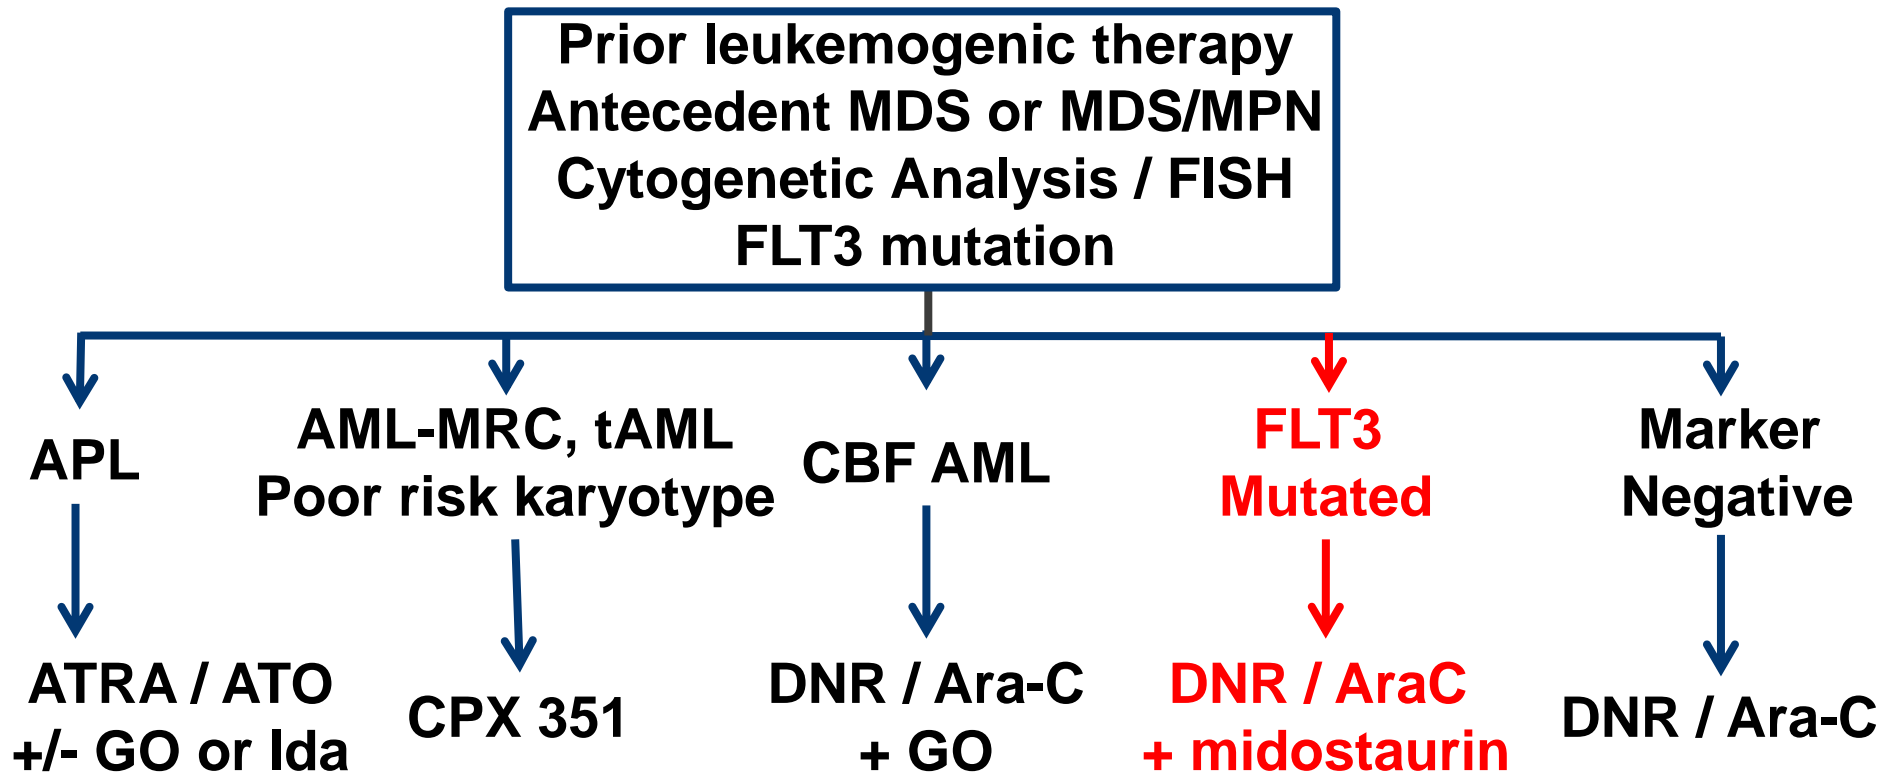 Prior leukemogenic therapy
Antecedent MDS or MDS/MPN
Cytogenetic Analysis / FISH
FLT3 mutation
APL
AML-MRC, tAML
Poor risk karyotype
CBF AML
FLT3
Mutated
Marker
Negative
ATRA / ATO
+/- GO or Ida
CPX 351
DNR / Ara-C
+ GO
DNR / AraC
+ midostaurin
DNR / Ara-C